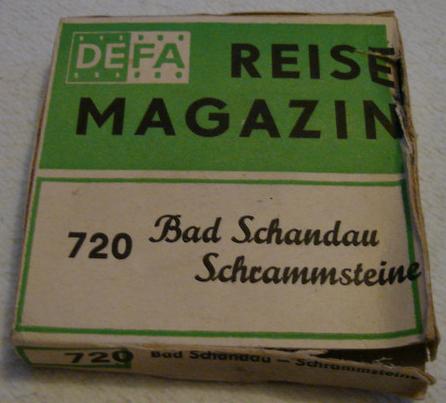 DEFA REISE
MAGAZIN
720 Bad Schandau
Schrammsteine
720 Bad Schandau – Schrammsteine